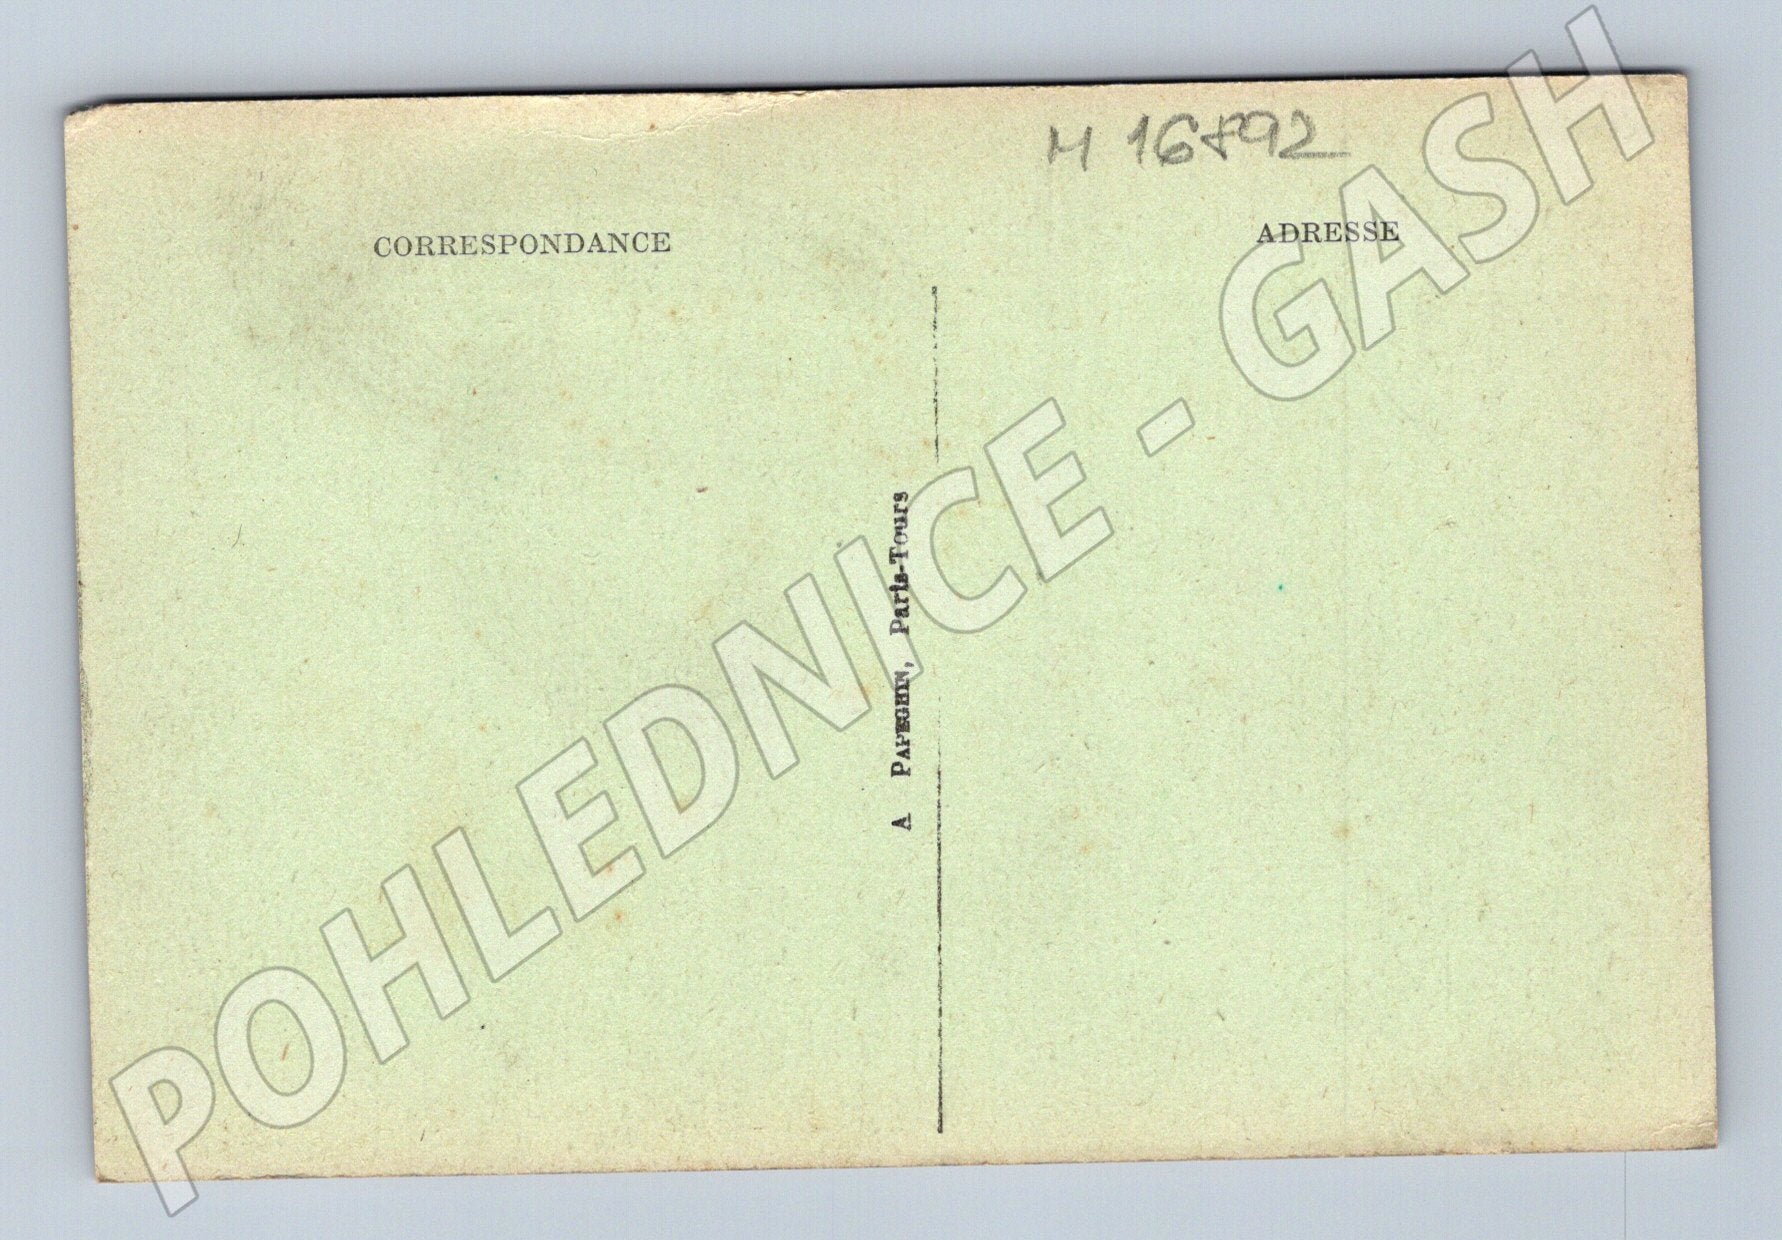 M 16892
CORRESPONDANCE
ADRESSE
A PAPEGHIN, Paris-Tours
POHLEDNICE - GASH